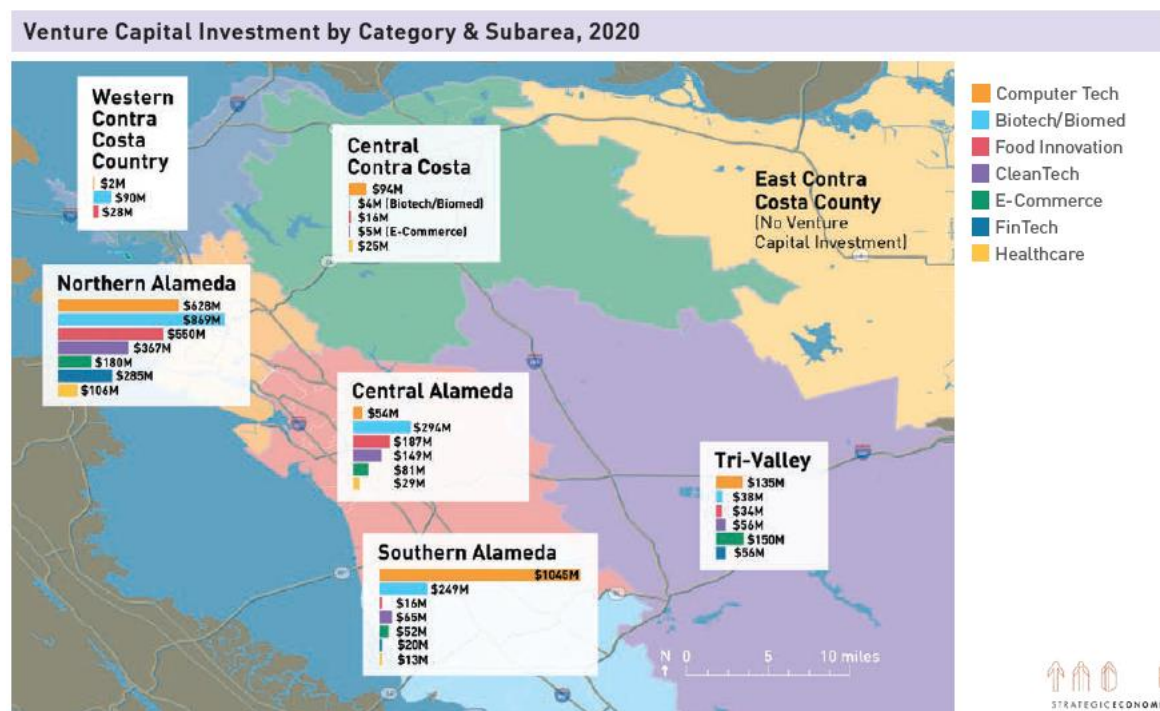 Venture Capital Investment by Category & Subarea, 2020
Western
Contra
Costa
Country
$2M
$90M
$28M
Central
Contra Costa
$94M
$4M (Biotech/Biomed)
$16M
$5M (E-Commerce)
$25M
East Contra
Costa County
(No Venture
Capital Investment)
Computer Tech
Biotech/Biomed
Food Innovation
CleanTech
E-Commerce
FinTech
Healthcare
Northern Alameda
$628M
$869M
$550M
$367M
$180M
$285M
$106M
Central Alameda
$54M
$294M
$187M
$149M
$81M
$29M
Tri-Valley
$135M
$38M
$34M
$56M
$150M
$56M
Southern Alameda
$1045M
$249M
$16M
$65M
$52M
$20M
$13M
N 0 5 10 miles